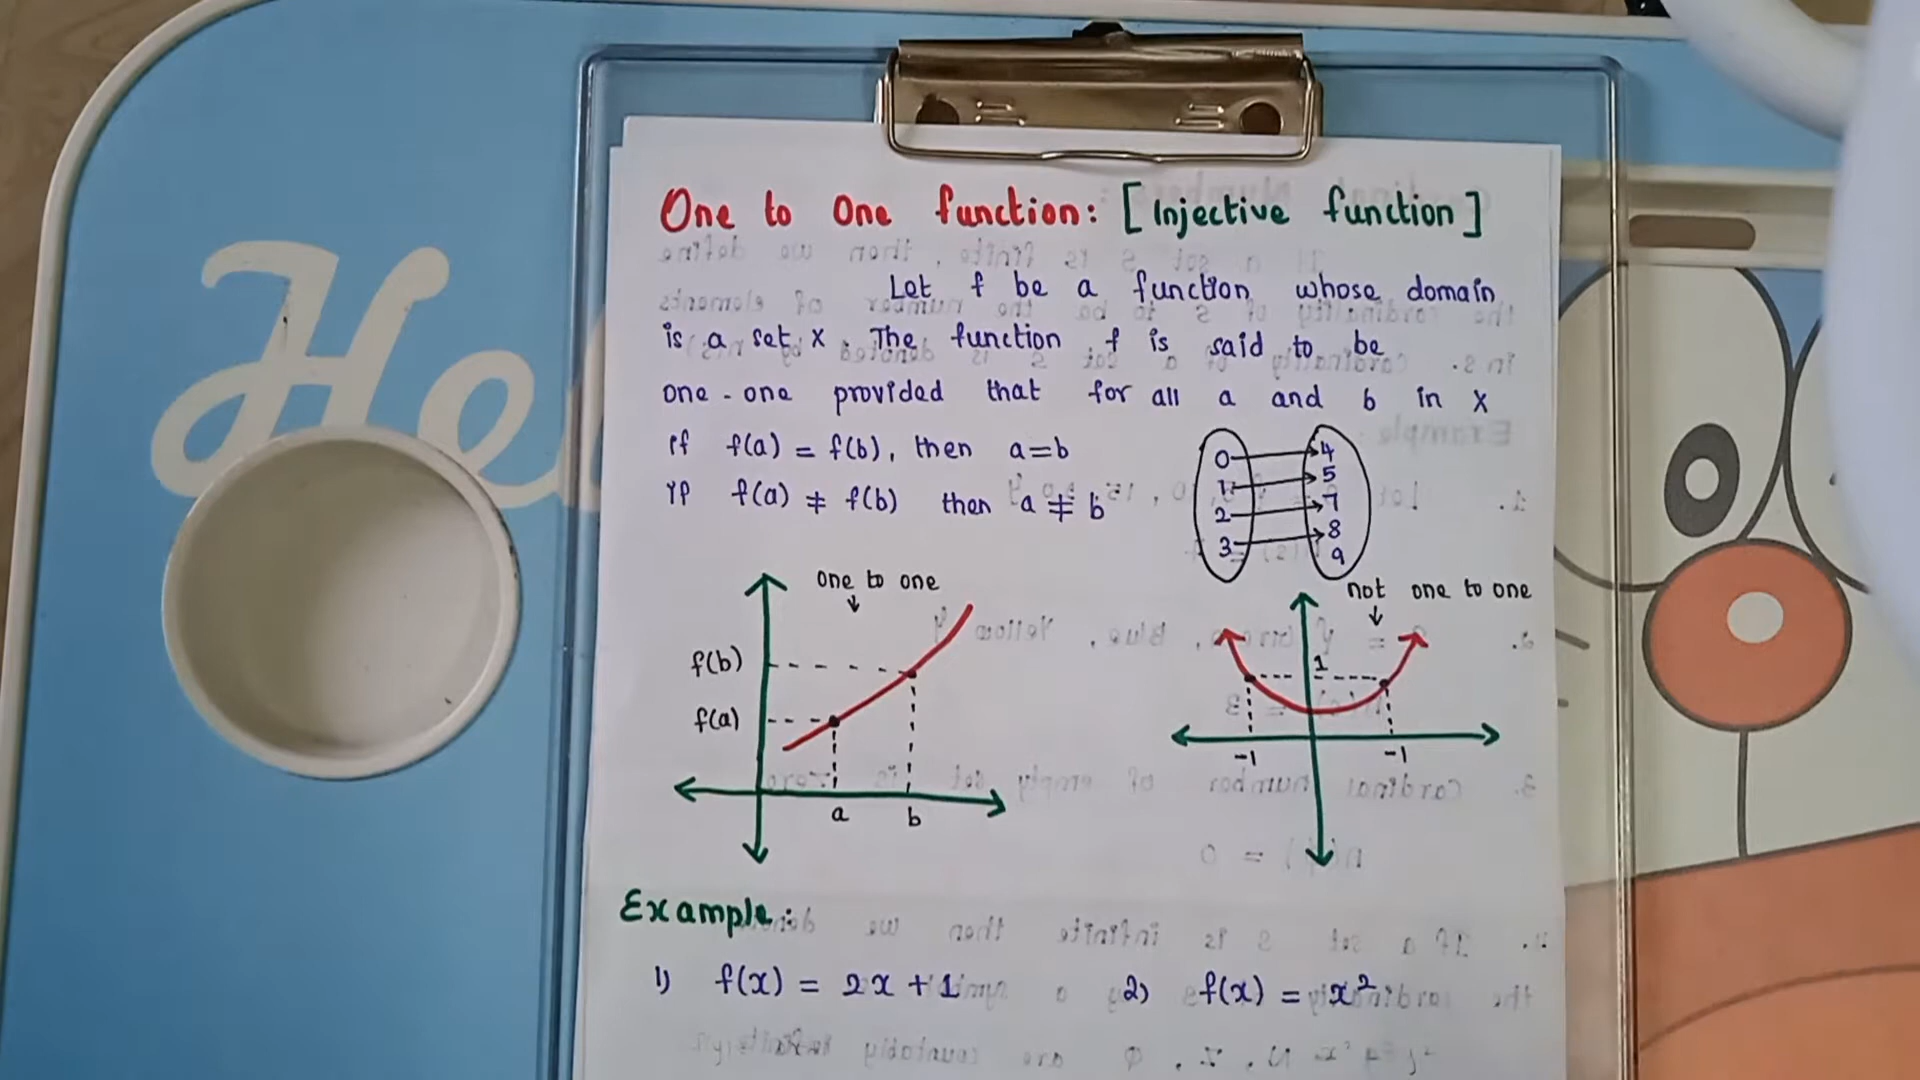 One to One function: [Injective function]
Let f be a function whose domain
is a set X. The function f is said to be
one-one provided that for all a and b in X
if f(a) = f(b), then a=b
If f(a) ≠ f(b) then a ≠ b
0 4
1 5
2 7
3 8
9
one to one
not one to one
f(b)
f(a)
a b
1
-1 -1
Example:
1) f(x) = 2x + 1 2) f(x) = x²
He